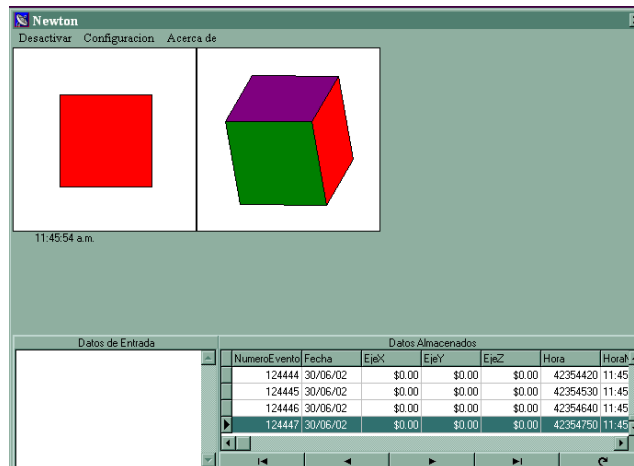 Newton
Desactivar Configuracion Acerca de
11:45:54 a.m.
Datos de Entrada
Datos Almacenados
NumeroEvento Fecha EjeX EjeY EjeZ Hora
124444 30/06/02 $0.00 $0.00 $0.00 42354420 11:45
124445 30/06/02 $0.00 $0.00 $0.00 42354530 11:45
124446 30/06/02 $0.00 $0.00 $0.00 42354640 11:45
124447 30/06/02 $0.00 $0.00 $0.00 42354750 11:45